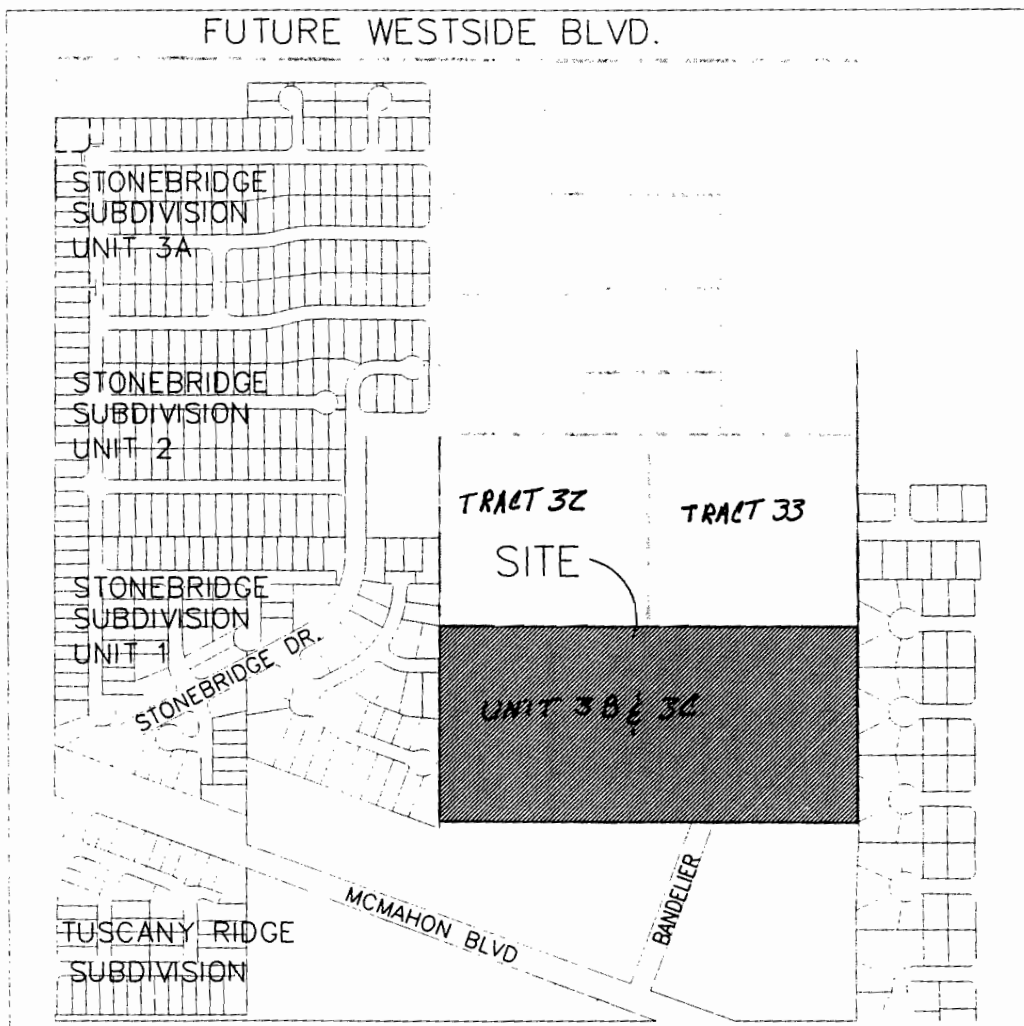 FUTURE WESTSIDE BLVD.
STONEBRIDGE
SUBDIVISION
UNIT 3A
STONEBRIDGE
SUBDIVISION
UNIT 2
TRACT 32
TRACT 33
SITE
STONEBRIDGE
SUBDIVISION
UNIT 1
STONEBRIDGE DR.
UNIT 3B & 3C
MCMAHON BLVD
BANDELIER
TUSCANY RIDGE
SUBDIVISION